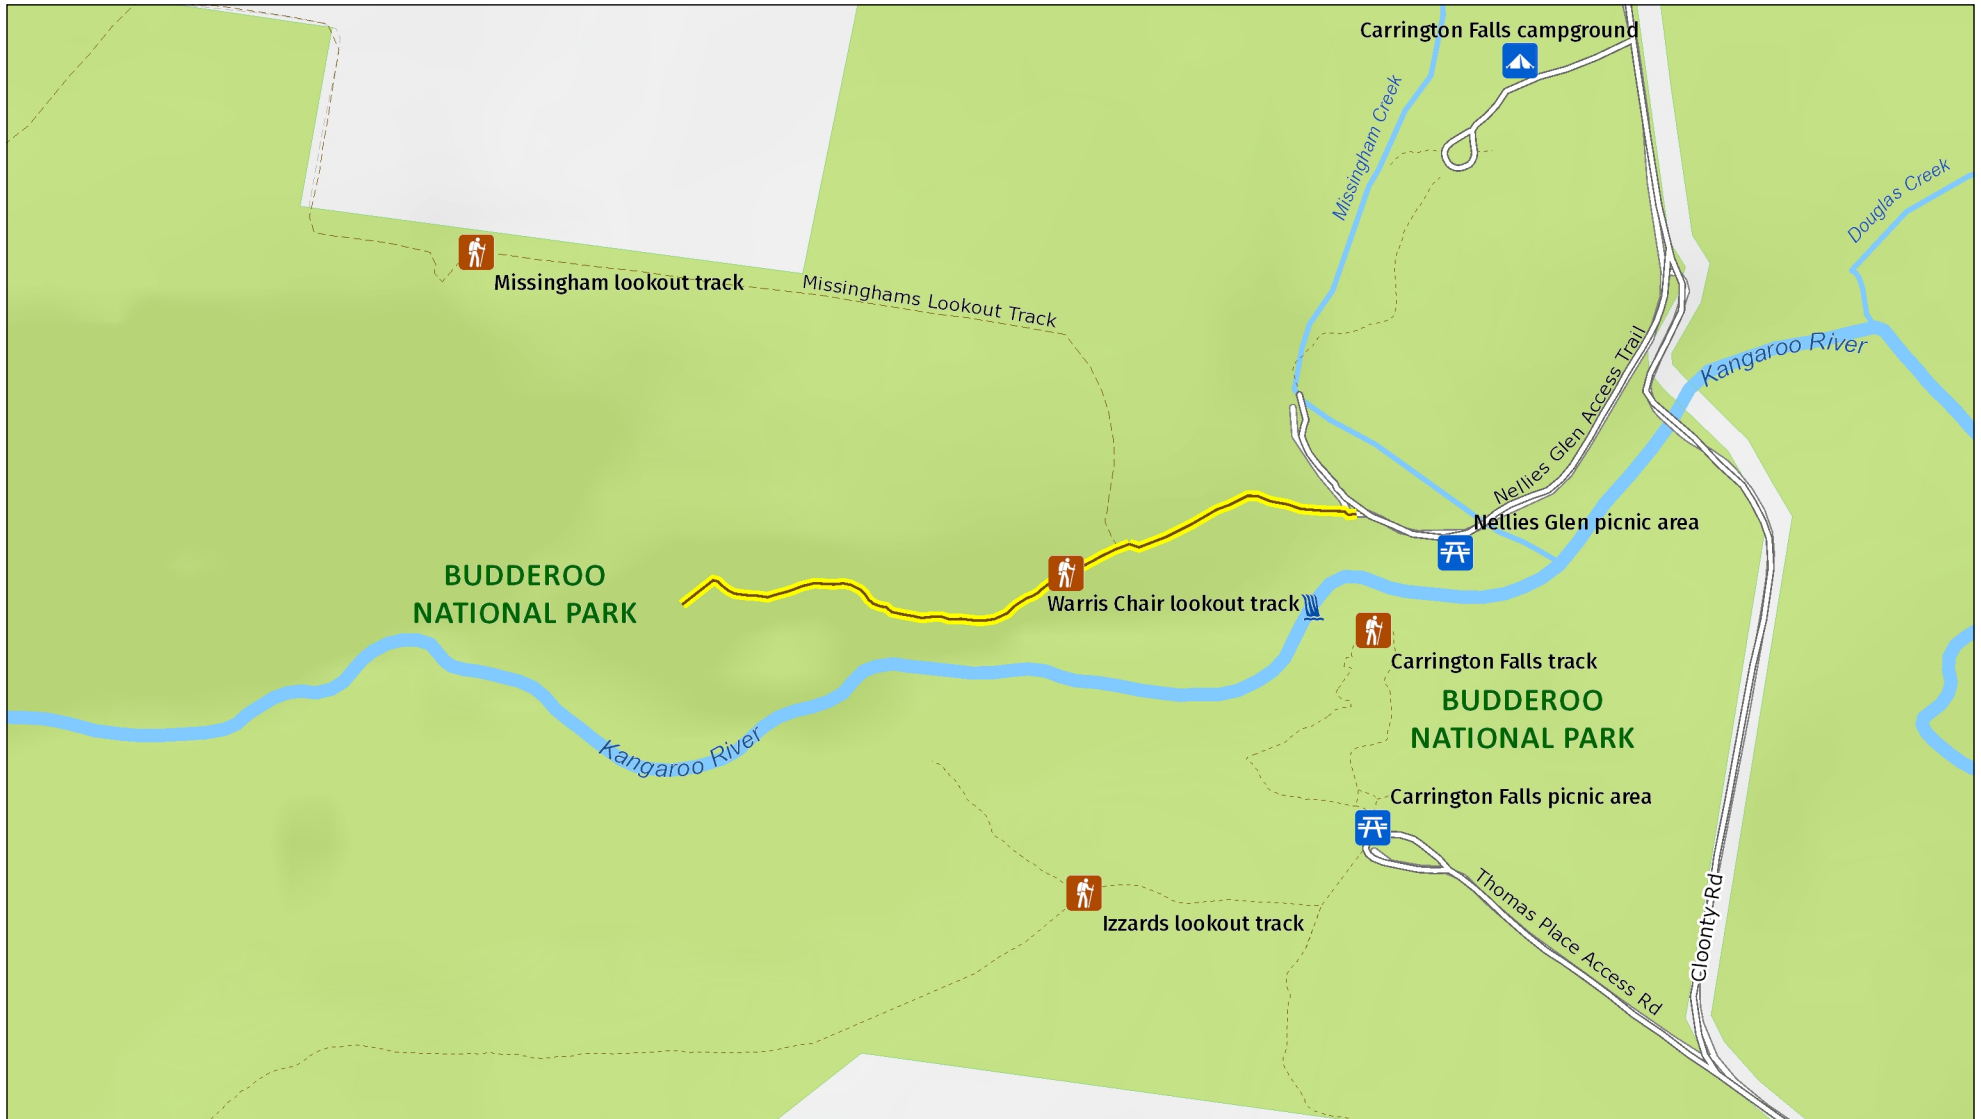 Carrington Falls campground
Missingham Creek
Douglas Creek
Missingham lookout track
Missinghams Lookout Track
Nellies Glen Access Trail
Kangaroo River
Nellies Glen picnic area
BUDDEROO
NATIONAL PARK
Warris Chair lookout track
Carrington Falls track
BUDDEROO
NATIONAL PARK
Kangaroo River
Carrington Falls picnic area
Thomas Place Access Rd
Cloonty Rd
Izzards lookout track